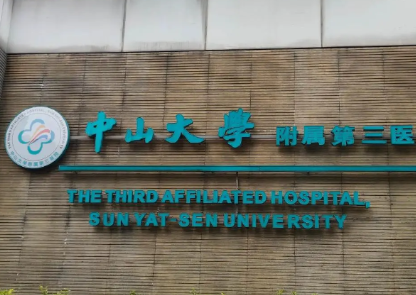 中山大學 附属第三医
THE THIRD AFFILIATED HOSPITAL,
SUN YAT-SEN UNIVERSITY